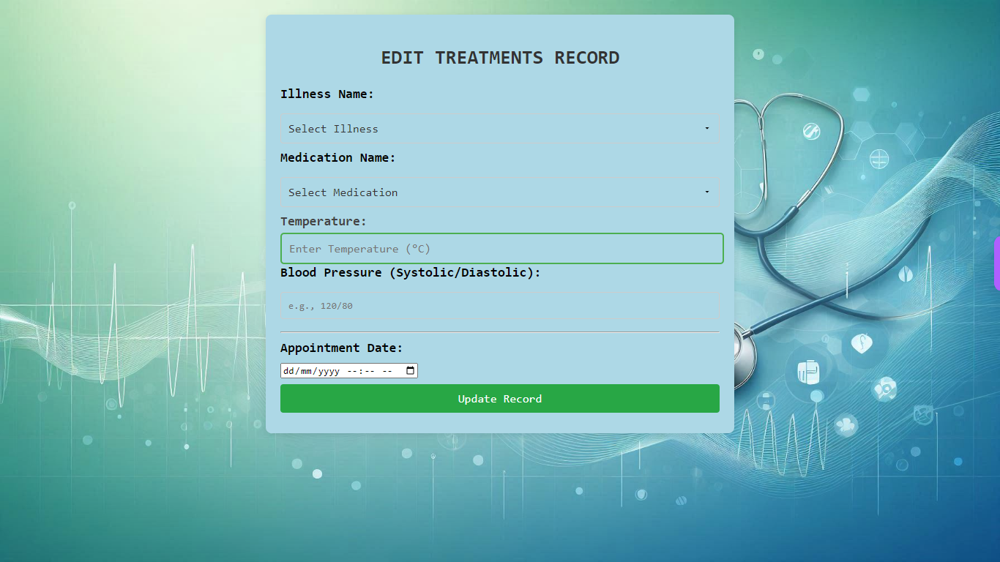 EDIT TREATMENTS RECORD
Illness Name:
Select Illness
Medication Name:
Select Medication
Temperature:
Enter Temperature (°C)
Blood Pressure (Systolic/Diastolic):
e.g., 120/80
Appointment Date:
dd/mm/yyyy --:-- --
Update Record